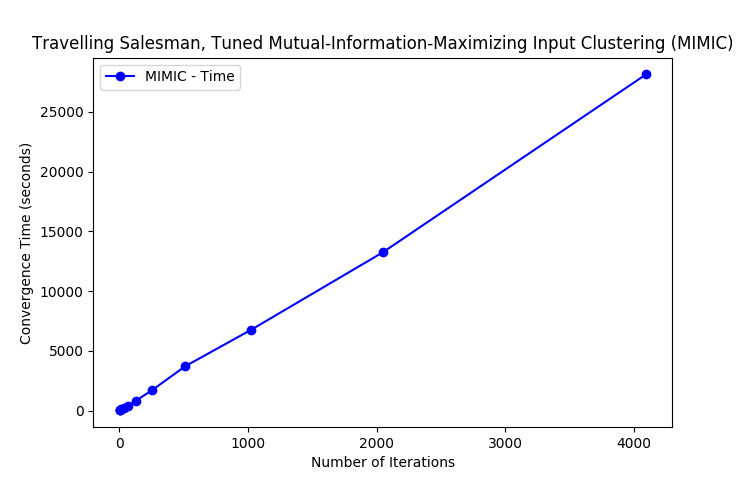 Travelling Salesman, Tuned Mutual-Information-Maximizing Input Clustering (MIMIC)
MIMIC - Time
25000
20000
15000
10000
5000
0
Convergence Time (seconds)
0 1000 2000 3000 4000
Number of Iterations